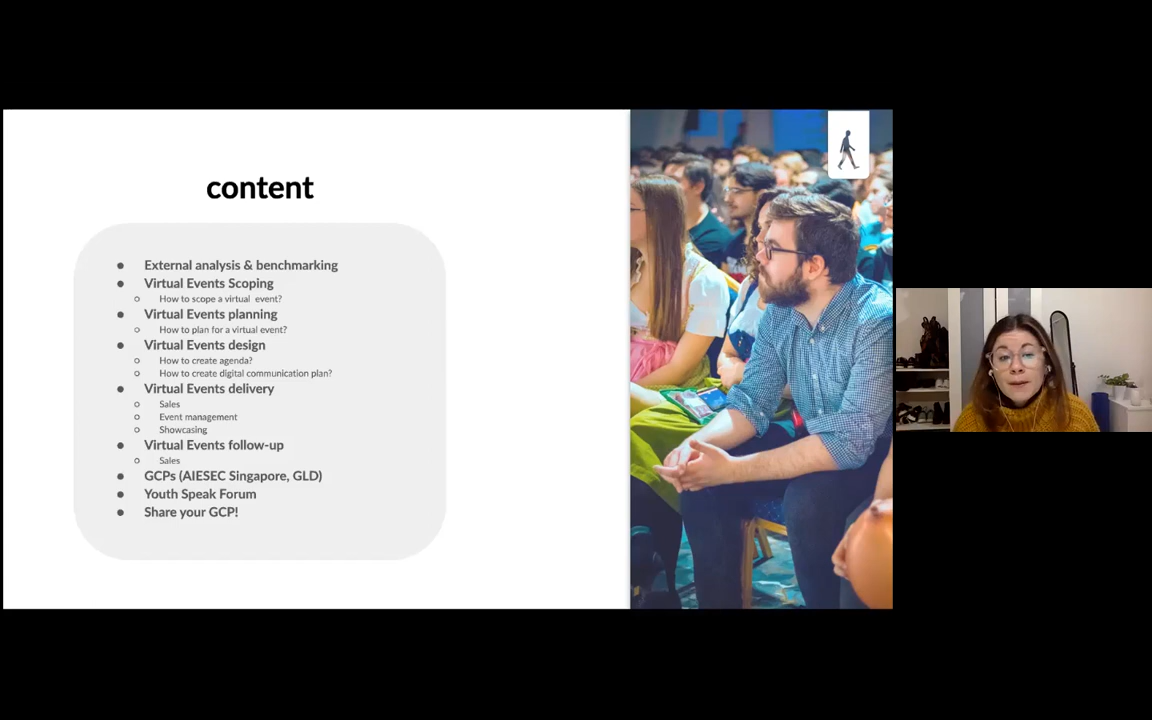 content
● External analysis & benchmarking
● Virtual Events Scoping
○ How to scope a virtual event?
● Virtual Events planning
○ How to plan for a virtual event?
● Virtual Events design
○ How to create agenda?
○ How to create digital communication plan?
● Virtual Events delivery
○ Sales
○ Event management
○ Showcasing
● Virtual Events follow-up
○ Sales
● GCPs (AIESEC Singapore, GLD)
● Youth Speak Forum
● Share your GCP!